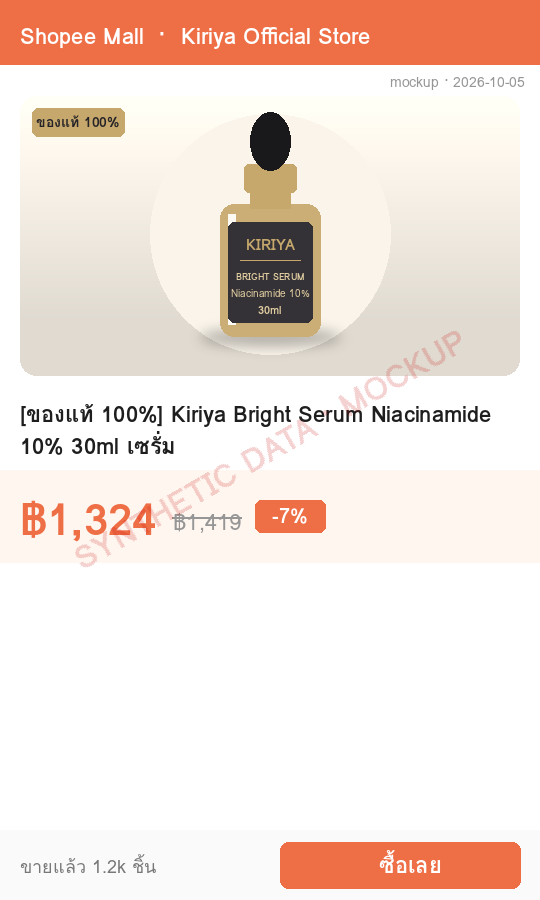 Shopee Mall · Kiriya Official Store
mockup · 2026-10-05
ของแท้ 100%
KIRIYA
BRIGHT SERUM
Niacinamide 10%
30ml
[ของแท้ 100%] Kiriya Bright Serum Niacinamide
10% 30ml เซรั่ม
฿1,324 ฿1,419 -7%
SYNTHETIC DATA · MOCKUP
ขายแล้ว 1.2k ชิ้น
ซื้อเลย